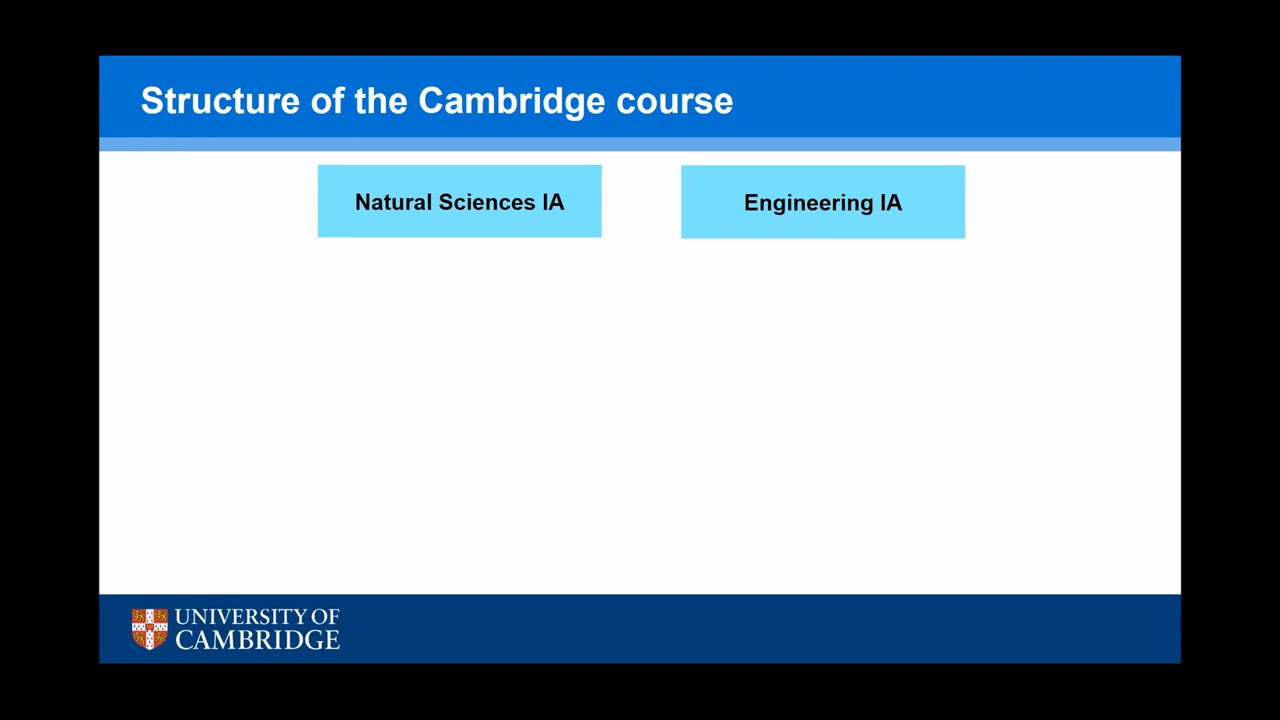 Structure of the Cambridge course
Natural Sciences IA
Engineering IA
UNIVERSITY OF
CAMBRIDGE